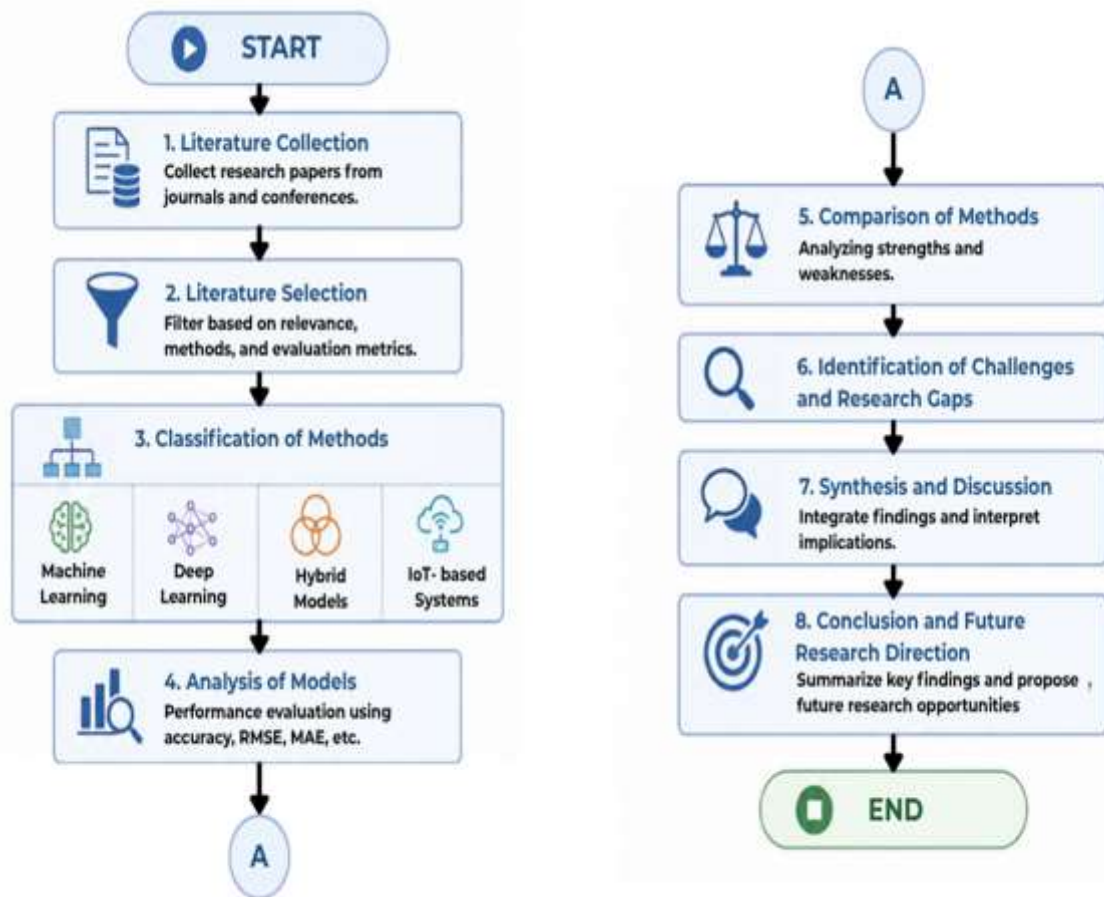 START
1. Literature Collection
Collect research papers from
journals and conferences.
2. Literature Selection
Filter based on relevance,
methods, and evaluation metrics.
3. Classification of Methods
Machine
Learning
Deep
Learning
Hybrid
Models
IoT- based
Systems
4. Analysis of Models
Performance evaluation using
accuracy, RMSE, MAE, etc.
A
A
5. Comparison of Methods
Analyzing strengths and
weaknesses.
6. Identification of Challenges
and Research Gaps
7. Synthesis and Discussion
Integrate findings and interpret
implications.
8. Conclusion and Future
Research Direction
Summarize key findings and propose ,
future research opportunities
END